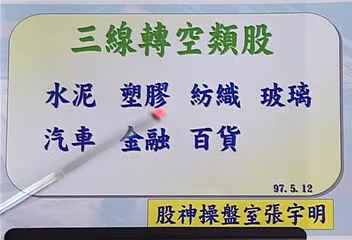 三線轉空類股
水泥 塑膠 紡織 玻璃
汽車 金融 百貨
97.5.12
股神操盤室張宇明